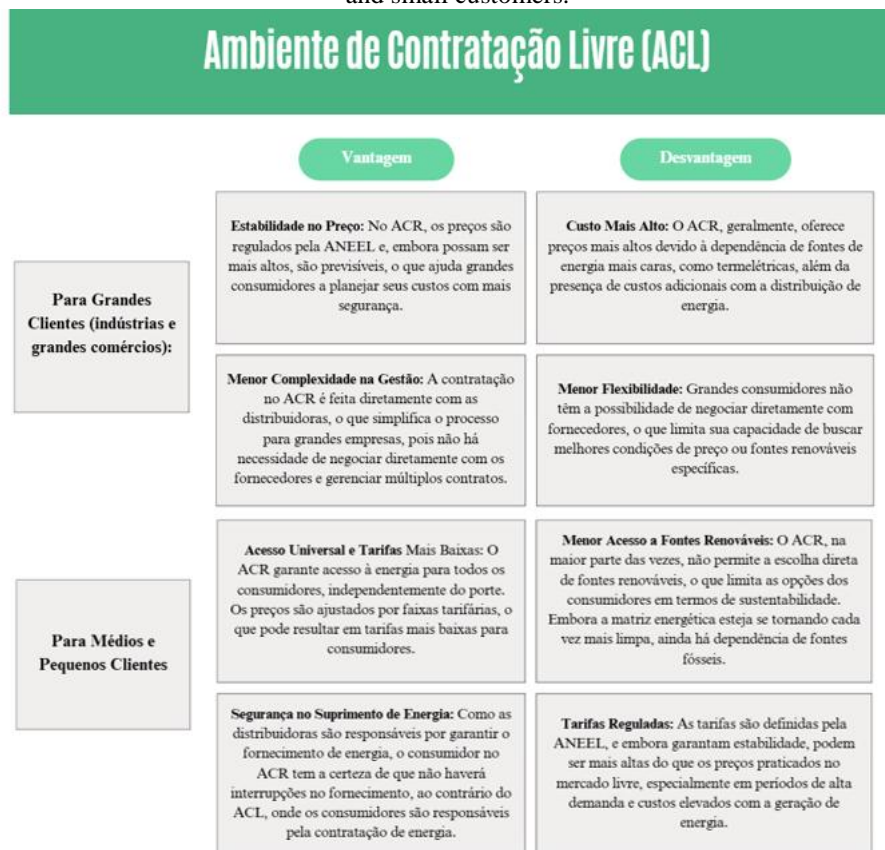 and small customers.
Ambiente de Contratação Livre (ACL)
Vantagem
Desvantagem
Para Grandes
Clientes (indústrias e
grandes comércios):
Estabilidade no Preço: No ACR, os preços são
regulados pela ANEEL e, embora possam ser
mais altos, são previsíveis, o que ajuda grandes
consumidores a planejar seus custos com mais
segurança.
Custo Mais Alto: O ACR, geralmente, oferece
preços mais altos devido à dependência de fontes de
energia mais caras, como termelétricas, além da
presença de custos adicionais com a distribuição de
energia.
Menor Complexidade na Gestão: A contratação
no ACR é feita diretamente com as
distribuidoras, o que simplifica o processo
para grandes empresas, pois não há
necessidade de negociar diretamente com os
fornecedores e gerenciar múltiplos contratos.
Menor Flexibilidade: Grandes consumidores não
têm a possibilidade de negociar diretamente com
fornecedores, o que limita sua capacidade de buscar
melhores condições de preço ou fontes renováveis
específicas.
Para Médios e
Pequenos Clientes
Acesso Universal e Tarifas Mais Baixas: O
ACR garante acesso à energia para todos os
consumidores, independentemente do porte.
Os preços são ajustados por faixas tarifárias, o
que pode resultar em tarifas mais baixas para
consumidores.
Menor Acesso a Fontes Renováveis: O ACR, na
maior parte das vezes, não permite a escolha direta
de fontes renováveis, o que limita as opções dos
consumidores em termos de sustentabilidade.
Embora a matriz energética esteja se tornando cada
vez mais limpa, ainda há dependência de fontes
fósseis.
Segurança no Suprimento de Energia: Como as
distribuidoras são responsáveis por garantir o
fornecimento de energia, o consumidor no
ACR tem a certeza de que não haverá
interrupções no fornecimento, ao contrário do
ACL, onde os consumidores são responsáveis
pela contratação de energia.
Tarifas Reguladas: As tarifas são definidas pela
ANEEL, e embora garantam estabilidade, podem
ser mais altas do que os preços praticados no
mercado livre, especialmente em períodos de alta
demanda e custos elevados com a geração de
energia.